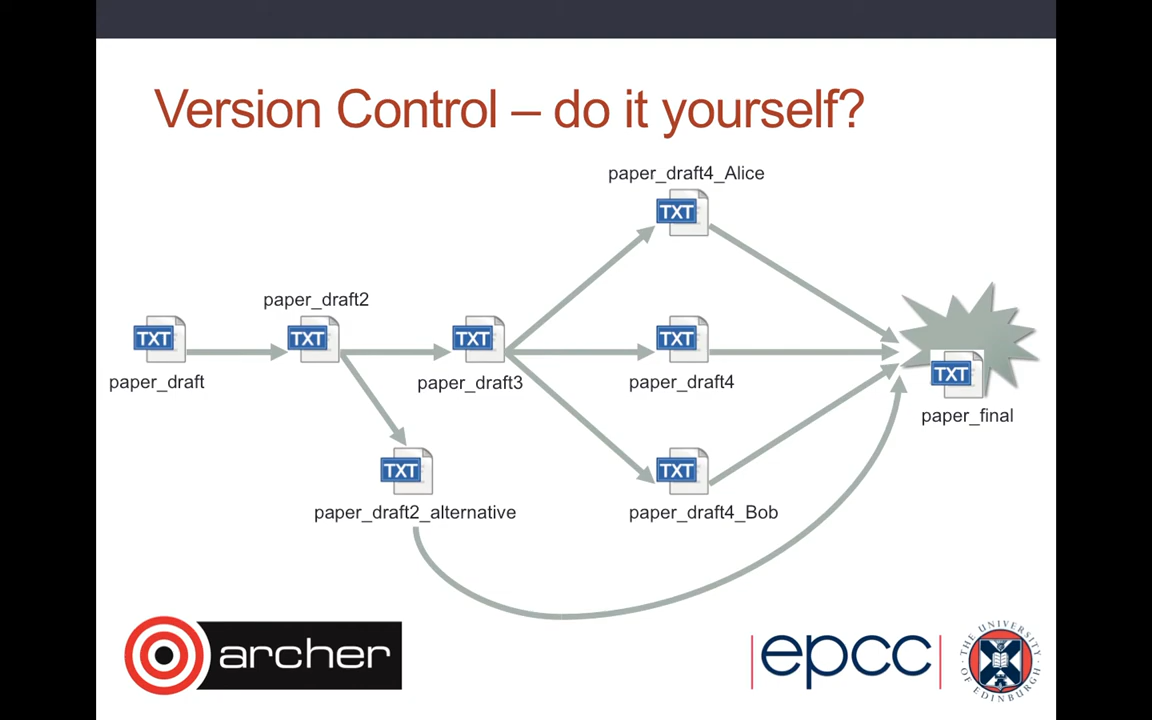 Version Control – do it yourself?
paper_draft4_Alice
TXT
paper_draft2
TXT
TXT
TXT
TXT
paper_draft
paper_draft3
paper_draft4
TXT
paper_final
TXT
TXT
paper_draft2_alternative
paper_draft4_Bob
archer
epcc
THE UNIVERSITY
OF EDINBURGH